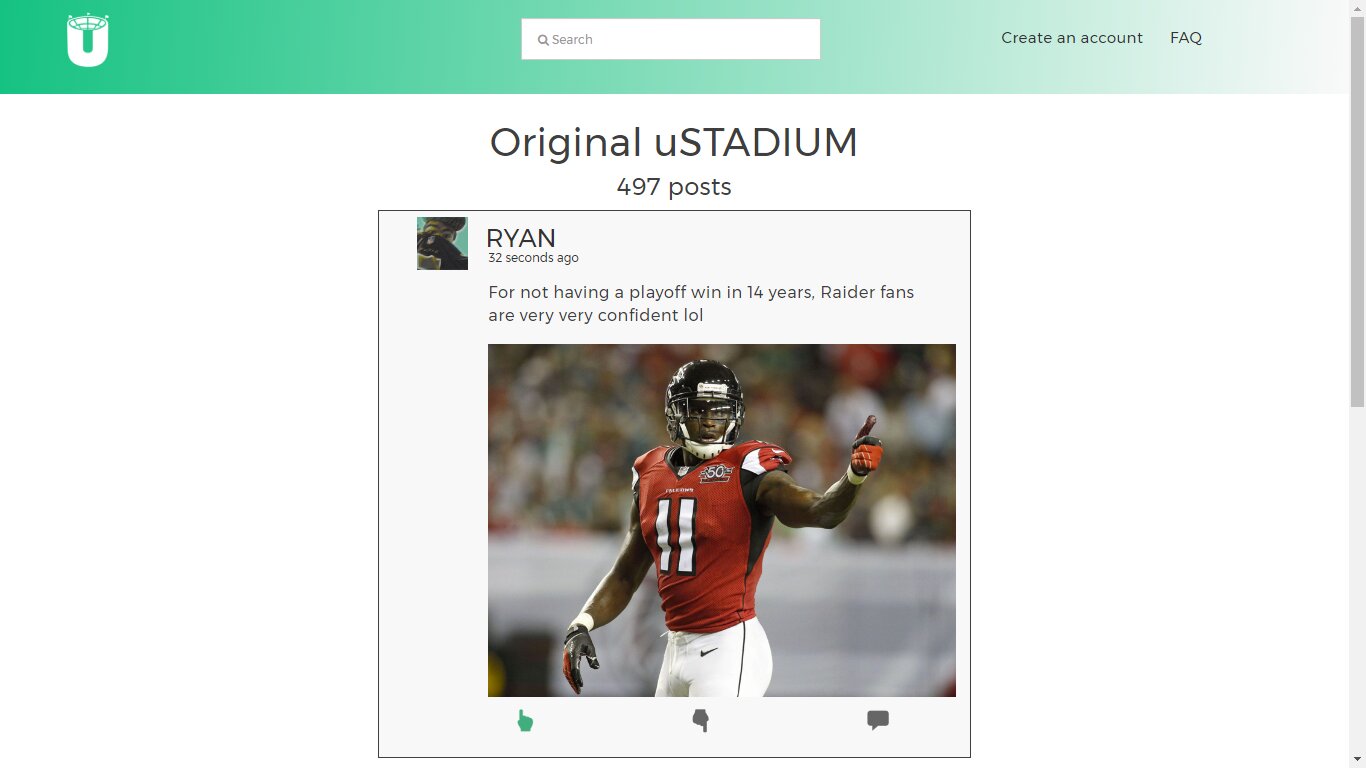 U
Search
Create an account
FAQ
Original uSTADIUM
497 posts
RYAN
32 seconds ago
For not having a playoff win in 14 years, Raider fans
are very very confident lol
50
FALCONS
11